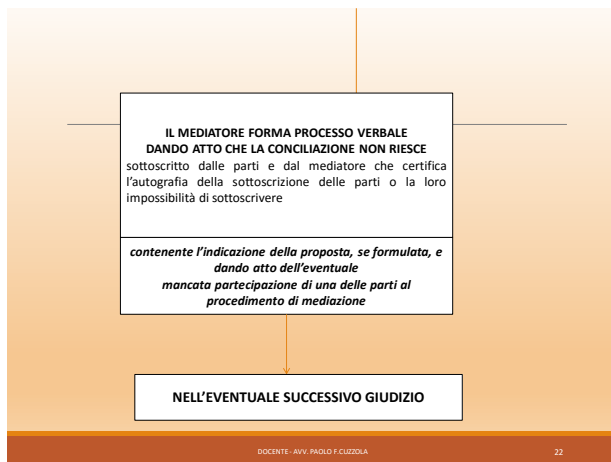 IL MEDIATORE FORMA PROCESSO VERBALE
DANDO ATTO CHE LA CONCILIAZIONE NON RIESCE
sottoscritto dalle parti e dal mediatore che certifica
l’autografia della sottoscrizione delle parti o la loro
impossibilità di sottoscrivere
contenente l’indicazione della proposta, se formulata, e
dando atto dell’eventuale
mancata partecipazione di una delle parti al
procedimento di mediazione
NELL’EVENTUALE SUCCESSIVO GIUDIZIO
DOCENTE - AVV. PAOLO F.CUZZOLA
22